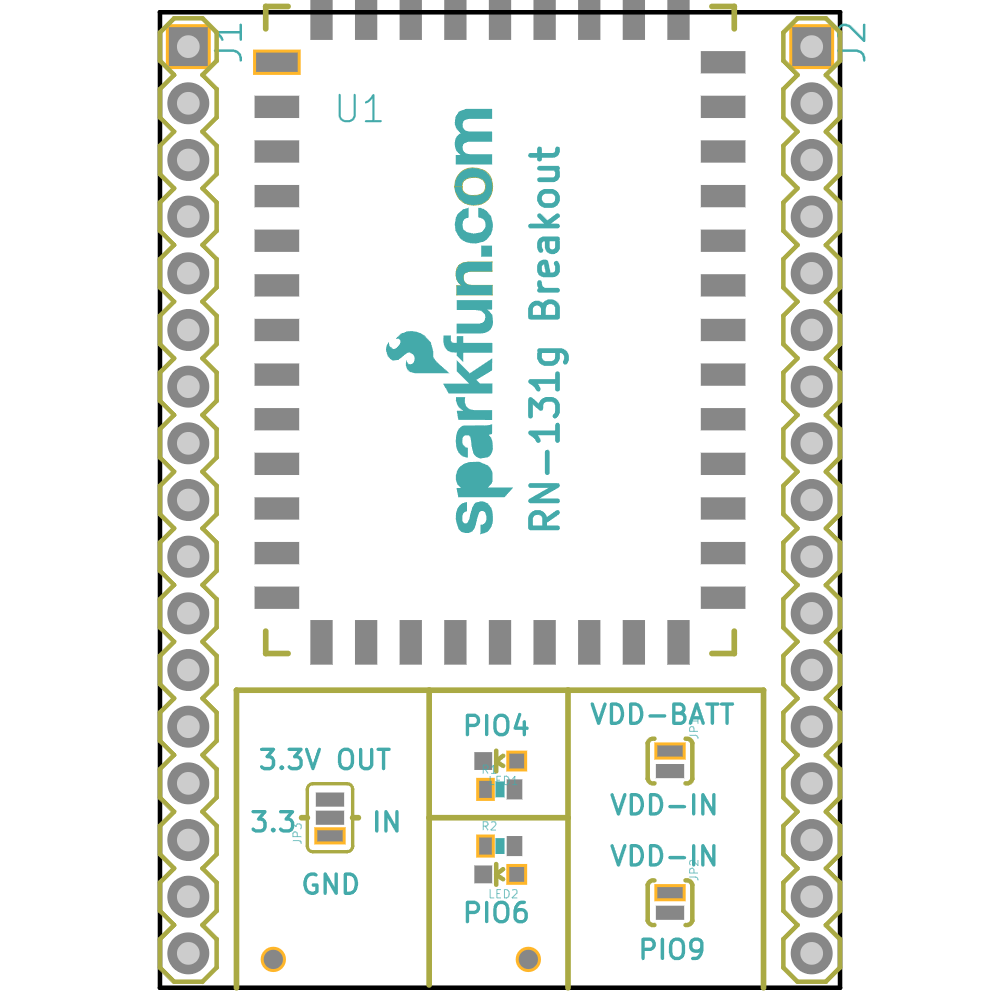 J1
J2
U1
sparkfun.com
RN-131g Breakout
PIO4
VDD-BATT
JP1
3.3V OUT
R1
LED1
VDD-IN
3.3
IN
JP3
R2
VDD-IN
JP2
GND
LED2
PIO6
PIO9